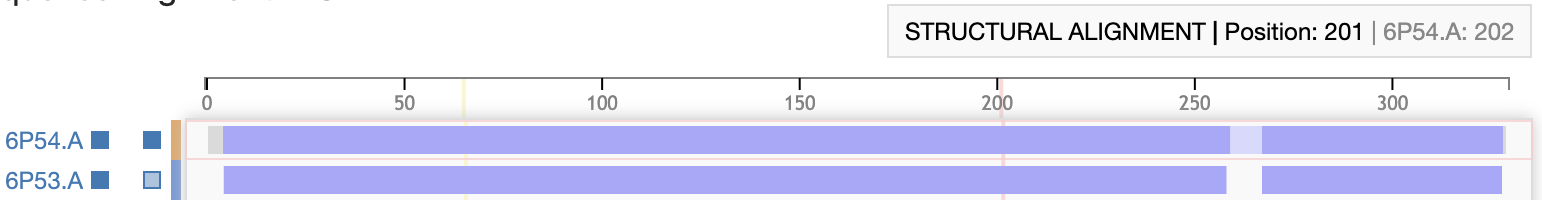 STRUCTURAL ALIGNMENT | Position: 201 | 6P54.A: 202
0 50 100 150 200 250 300
6P54.A
6P53.A